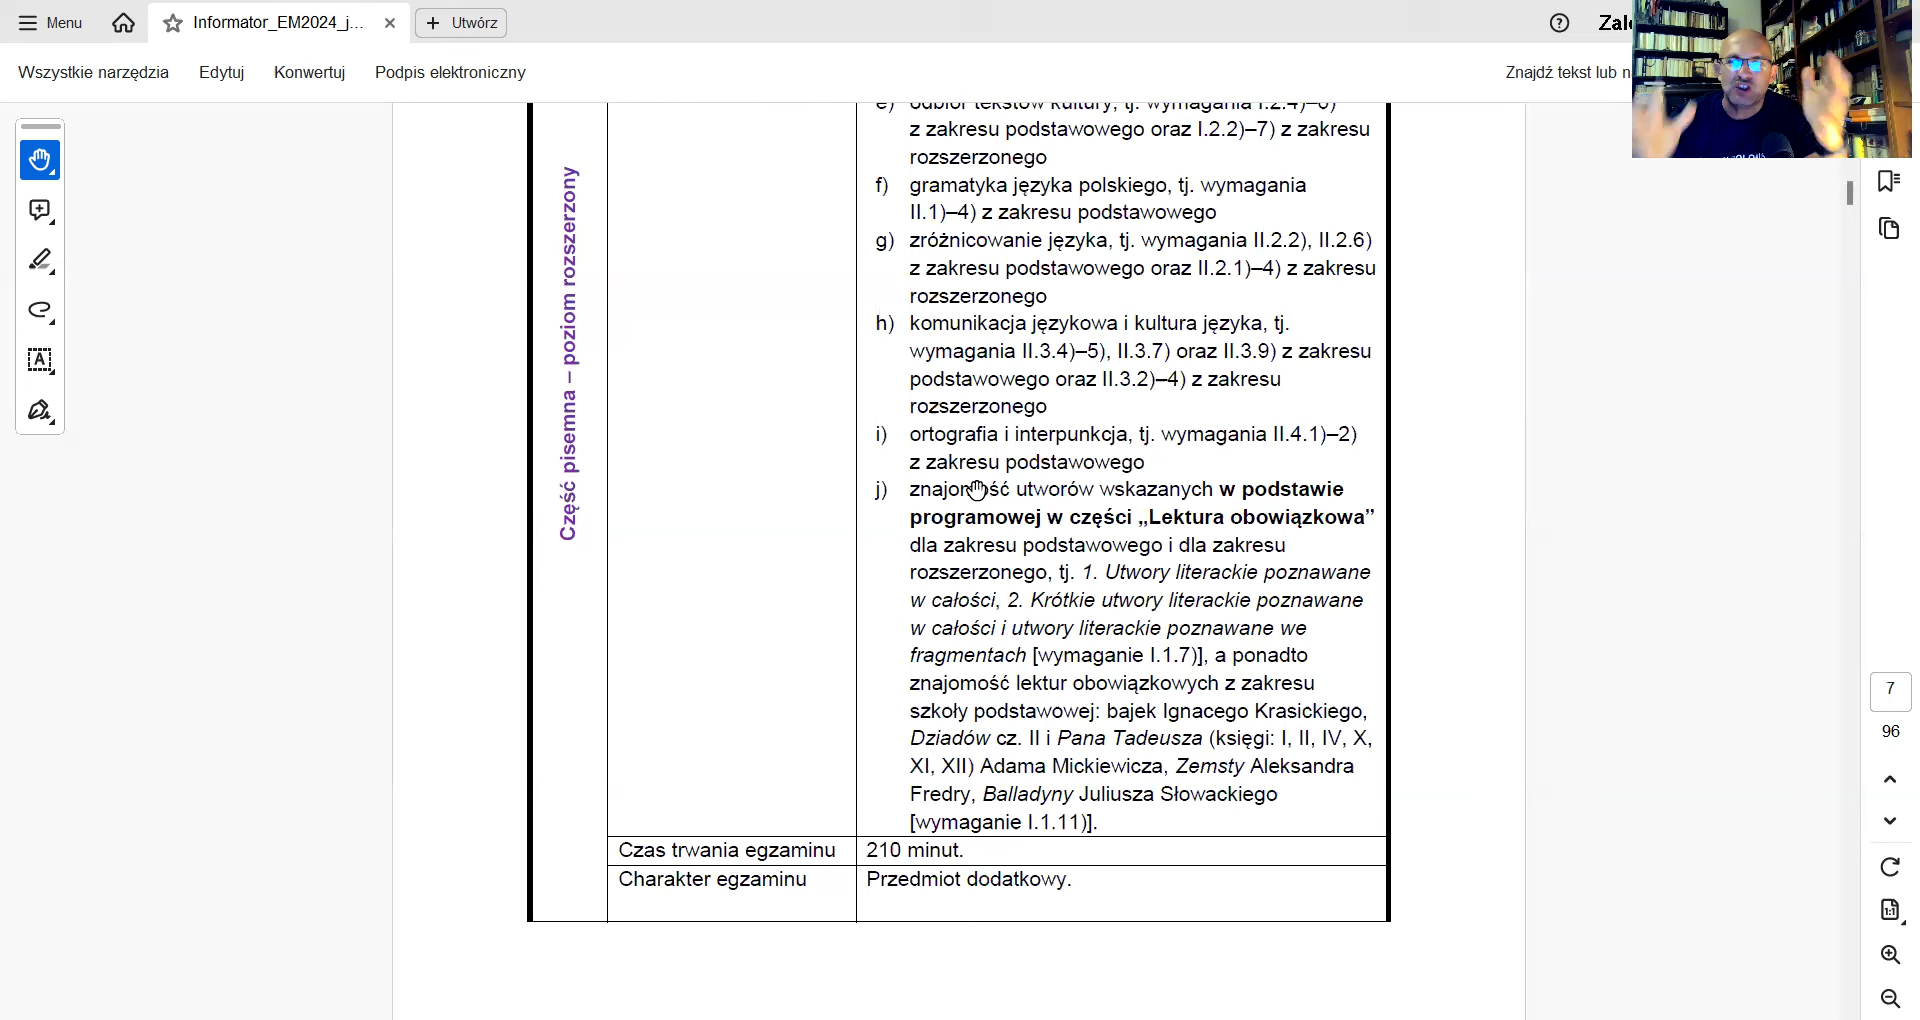 Menu
Informator_EM2024_j...
Utwórz
Wszystkie narzędzia
Edytuj
Konwertuj
Podpis elektroniczny
Znajdź tekst lub n
Część pisemna – poziom rozszerzony
e) odbiór tekstów kultury, tj. wymagania I.2.4)–6)
z zakresu podstawowego oraz I.2.2)–7) z zakresu
rozszerzonego
f) gramatyka języka polskiego, tj. wymagania
II.1)–4) z zakresu podstawowego
g) zróżnicowanie języka, tj. wymagania II.2.2), II.2.6)
z zakresu podstawowego oraz II.2.1)–4) z zakresu
rozszerzonego
h) komunikacja językowa i kultura języka, tj.
wymagania II.3.4)–5), II.3.7) oraz II.3.9) z zakresu
podstawowego oraz II.3.2)–4) z zakresu
rozszerzonego
i) ortografia i interpunkcja, tj. wymagania II.4.1)–2)
z zakresu podstawowego
j) znajomość utworów wskazanych w podstawie
programowej w części „Lektura obowiązkowa”
dla zakresu podstawowego i dla zakresu
rozszerzonego, tj. 1. Utwory literackie poznawane
w całości, 2. Krótkie utwory literackie poznawane
w całości i utwory literackie poznawane we
fragmentach [wymaganie I.1.7)], a ponadto
znajomość lektur obowiązkowych z zakresu
szkoły podstawowej: bajek Ignacego Krasickiego,
Dziadów cz. II i Pana Tadeusza (księgi: I, II, IV, X,
XI, XII) Adama Mickiewicza, Zemsty Aleksandra
Fredry, Balladyny Juliusza Słowackiego
[wymaganie I.1.11)].
Czas trwania egzaminu 210 minut.
Charakter egzaminu Przedmiot dodatkowy.
7
96